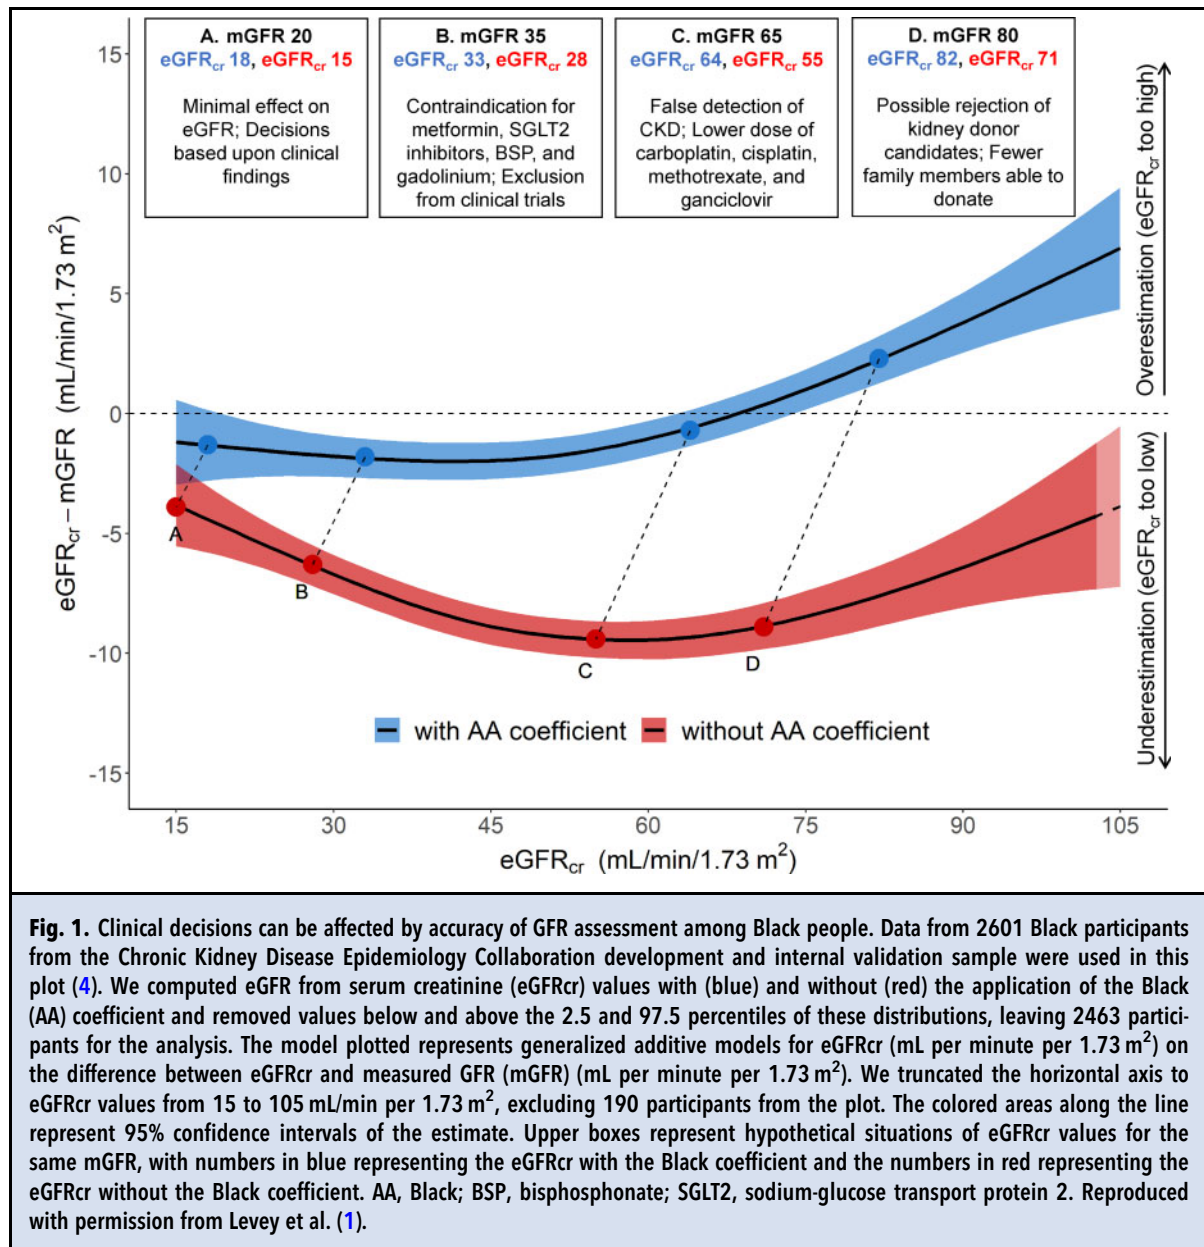 A. mGFR 20
eGFRcr 18, eGFRcr 15
Minimal effect on
eGFR; Decisions
based upon clinical
findings
B. mGFR 35
eGFRcr 33, eGFRcr 28
Contraindication for
metformin, SGLT2
inhibitors, BSP, and
gadolinium; Exclusion
from clinical trials
C. mGFR 65
eGFRcr 64, eGFRcr 55
False detection of
CKD; Lower dose of
carboplatin, cisplatin,
methotrexate, and
ganciclovir
D. mGFR 80
eGFRcr 82, eGFRcr 71
Possible rejection of
kidney donor
candidates; Fewer
family members able to
donate
15
10
5
0
-5
-10
-15
eGFRcr – mGFR (mL/min/1.73 m²)
Overestimation (eGFRcr too high)
Underestimation (eGFRcr too low)
A
B
C
D
with AA coefficient
without AA coefficient
15 30 45 60 75 90 105
eGFRcr (mL/min/1.73 m²)
Fig. 1. Clinical decisions can be affected by accuracy of GFR assessment among Black people. Data from 2601 Black participants
from the Chronic Kidney Disease Epidemiology Collaboration development and internal validation sample were used in this
plot (4). We computed eGFR from serum creatinine (eGFRcr) values with (blue) and without (red) the application of the Black
(AA) coefficient and removed values below and above the 2.5 and 97.5 percentiles of these distributions, leaving 2463 partici-
pants for the analysis. The model plotted represents generalized additive models for eGFRcr (mL per minute per 1.73 m²) on
the difference between eGFRcr and measured GFR (mGFR) (mL per minute per 1.73 m²). We truncated the horizontal axis to
eGFRcr values from 15 to 105 mL/min per 1.73 m², excluding 190 participants from the plot. The colored areas along the line
represent 95% confidence intervals of the estimate. Upper boxes represent hypothetical situations of eGFRcr values for the
same mGFR, with numbers in blue representing the eGFRcr with the Black coefficient and the numbers in red representing the
eGFRcr without the Black coefficient. AA, Black; BSP, bisphosphonate; SGLT2, sodium-glucose transport protein 2. Reproduced
with permission from Levey et al. (1).